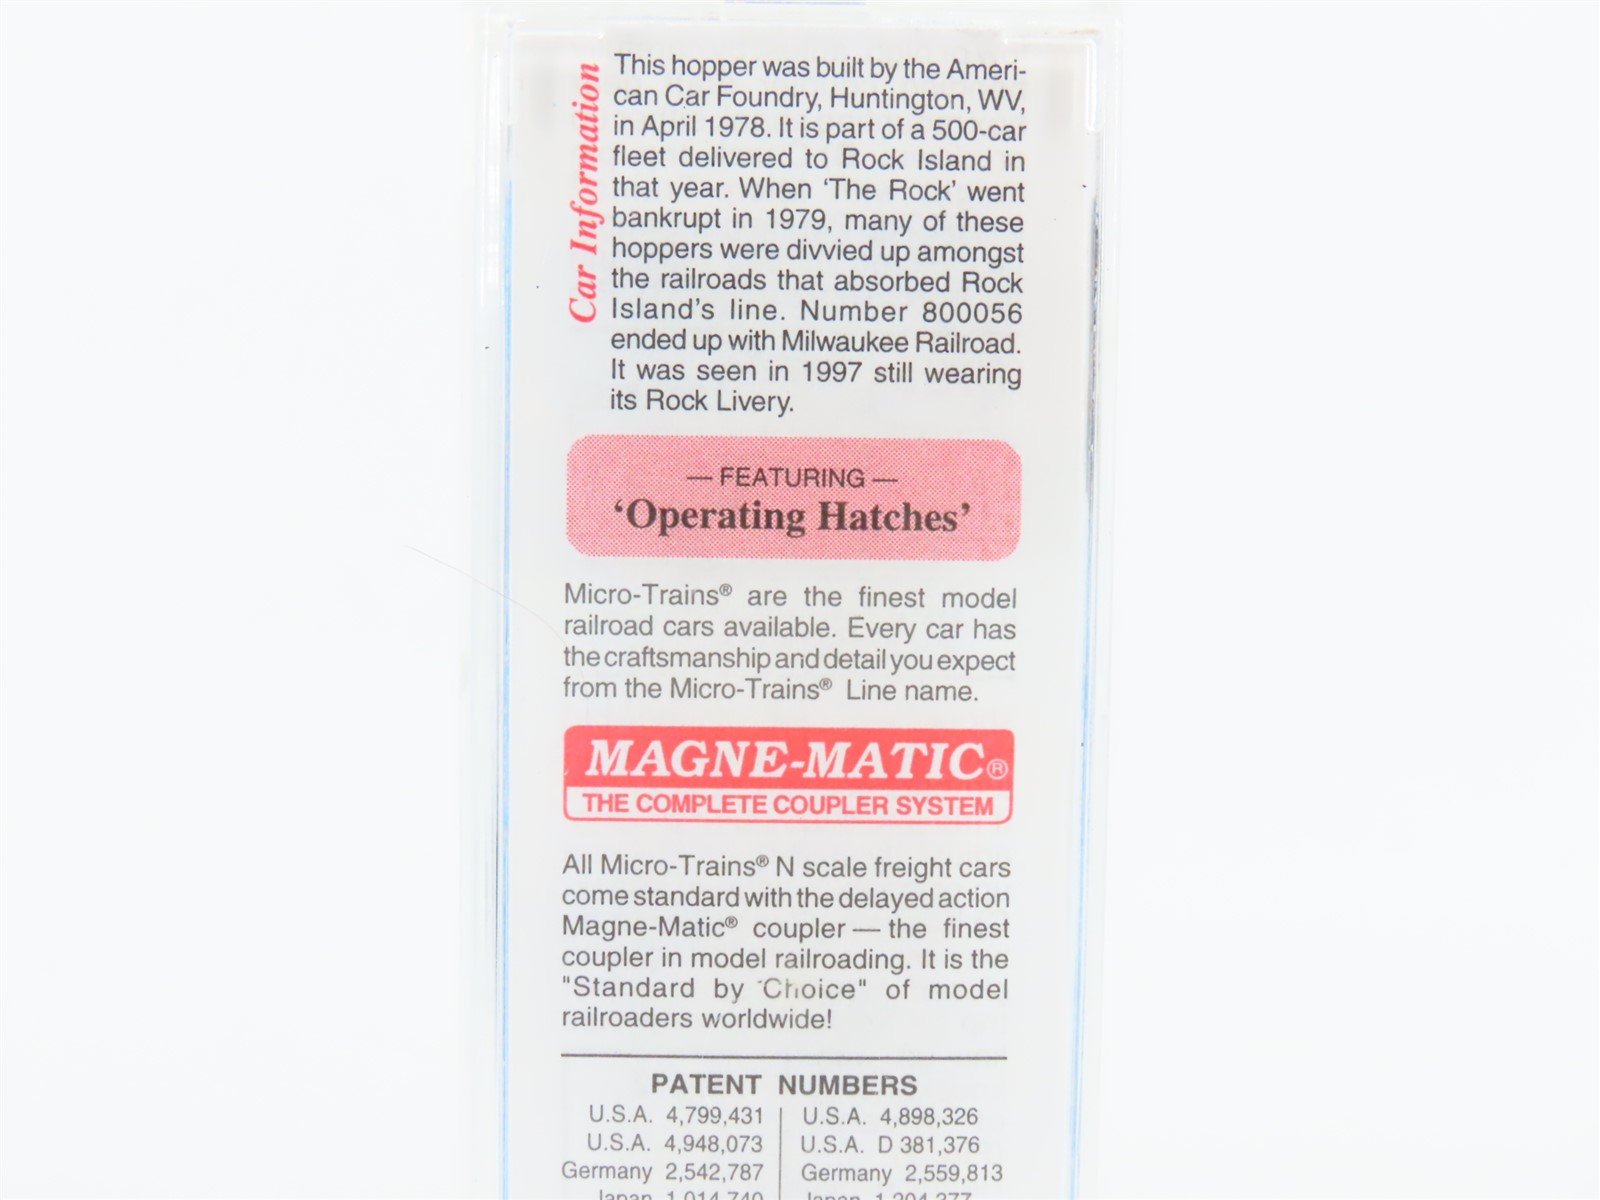 Car Information
This hopper was built by the Ameri-
can Car Foundry, Huntington, WV,
in April 1978. It is part of a 500-car
fleet delivered to Rock Island in
that year. When ‘The Rock’ went
bankrupt in 1979, many of these
hoppers were divvied up amongst
the railroads that absorbed Rock
Island's line. Number 800056
ended up with Milwaukee Railroad.
It was seen in 1997 still wearing
its Rock Livery.
— FEATURING —
‘Operating Hatches’
Micro-Trains® are the finest model
railroad cars available. Every car has
the craftsmanship and detail you expect
from the Micro-Trains® Line name.
MAGNE-MATIC®
THE COMPLETE COUPLER SYSTEM
All Micro-Trains® N scale freight cars
come standard with the delayed action
Magne-Matic® coupler — the finest
coupler in model railroading. It is the
"Standard by Choice" of model
railroaders worldwide!
PATENT NUMBERS
U.S.A. 4,799,431 | U.S.A. 4,898,326
U.S.A. 4,948,073 | U.S.A. D 381,376
Germany 2,542,787 | Germany 2,559,813
Japan 1,014,740 | Japan 1,204,377